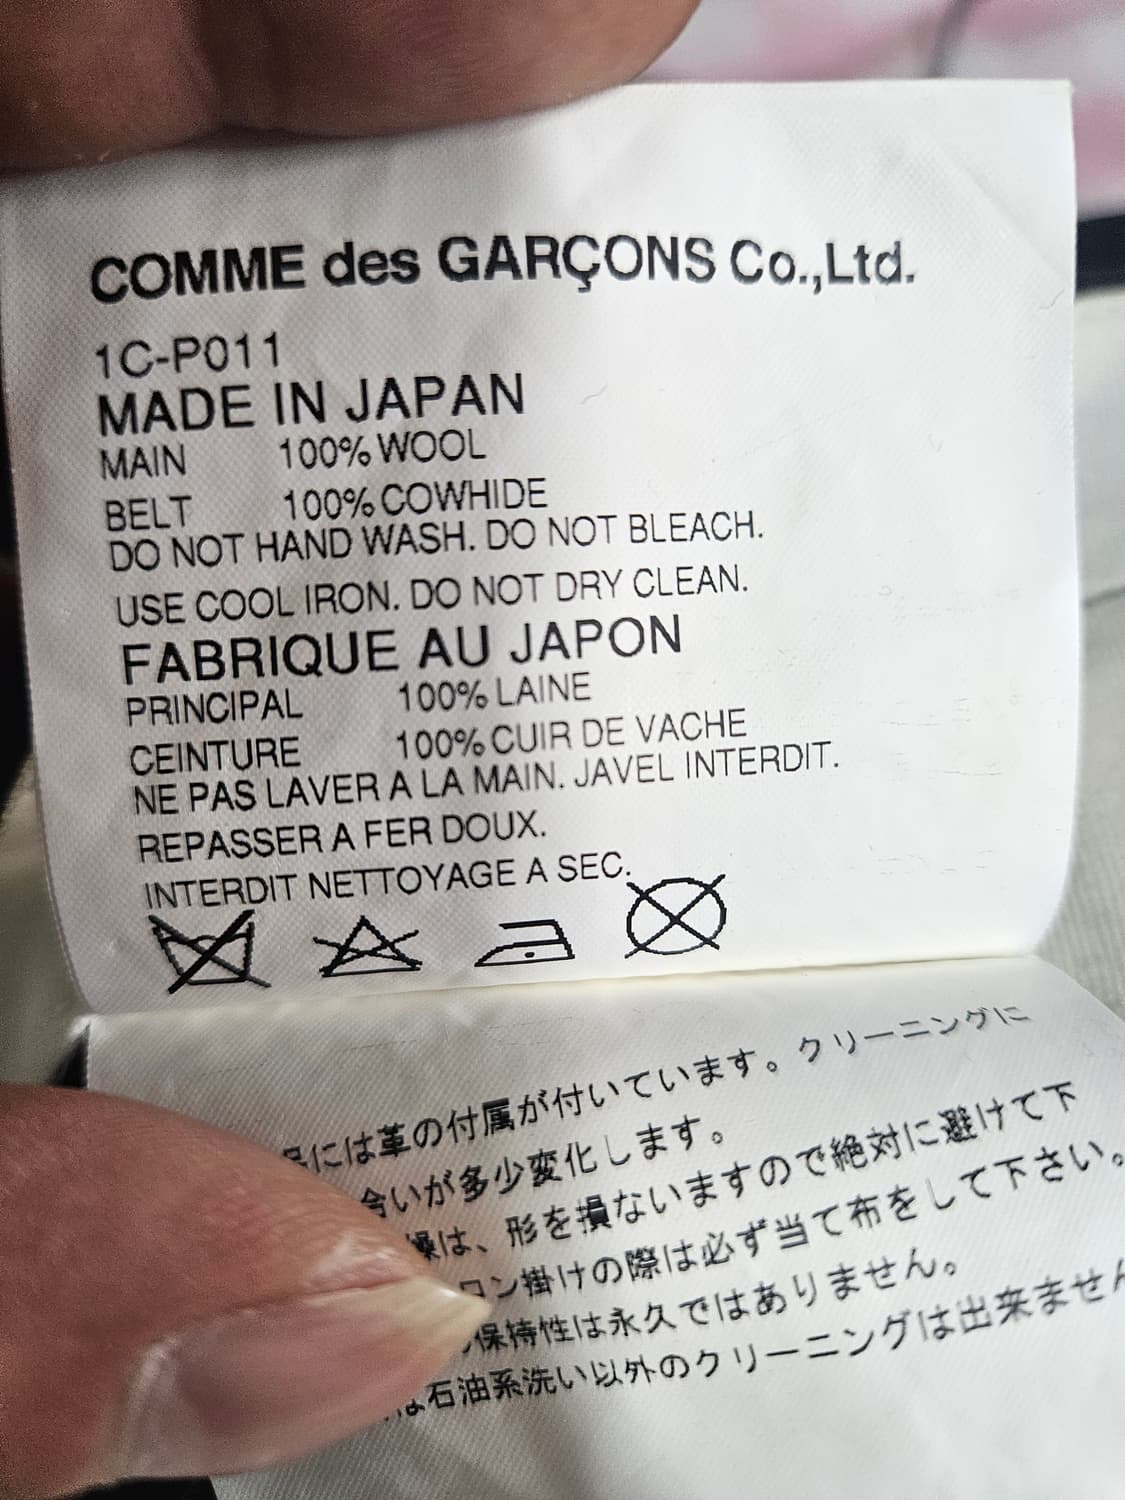 COMME des GARÇONS Co.,Ltd.
1C-P011
MADE IN JAPAN
MAIN 100% WOOL
BELT 100% COWHIDE
DO NOT HAND WASH. DO NOT BLEACH.
USE COOL IRON. DO NOT DRY CLEAN.
FABRIQUE AU JAPON
PRINCIPAL 100% LAINE
CEINTURE 100% CUIR DE VACHE
NE PAS LAVER A LA MAIN. JAVEL INTERDIT.
REPASSER A FER DOUX.
INTERDIT NETTOYAGE A SEC.
には革の付属が付いています。クリーニングに
合いが多少変化します。
燥は、形を損ないますので絶対に避けて下
ロン掛けの際は必ず当て布をして下さい。
保持性は永久ではありません。
は石油系洗い以外のクリーニングは出来ません